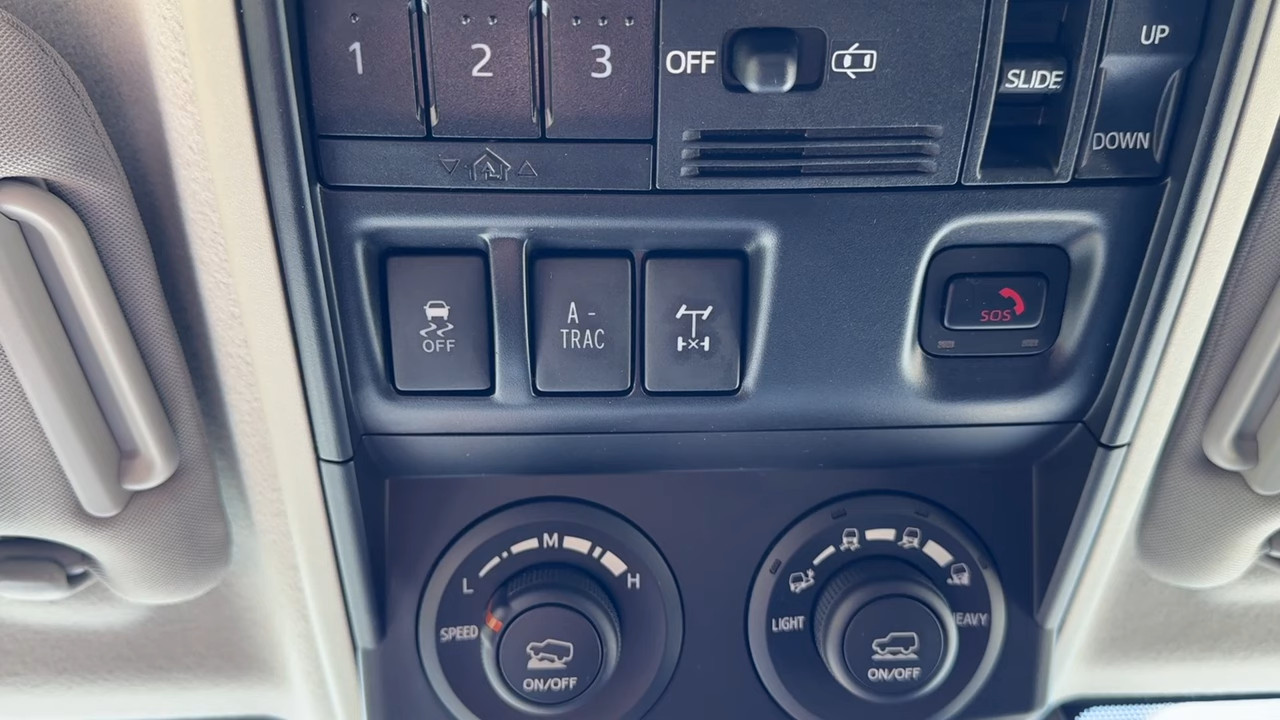 1 2 3
OFF
SLIDE
UP
DOWN
OFF
A -
TRAC
SOS
L M H
SPEED
ON/OFF
LIGHT
HEAVY
ON/OFF